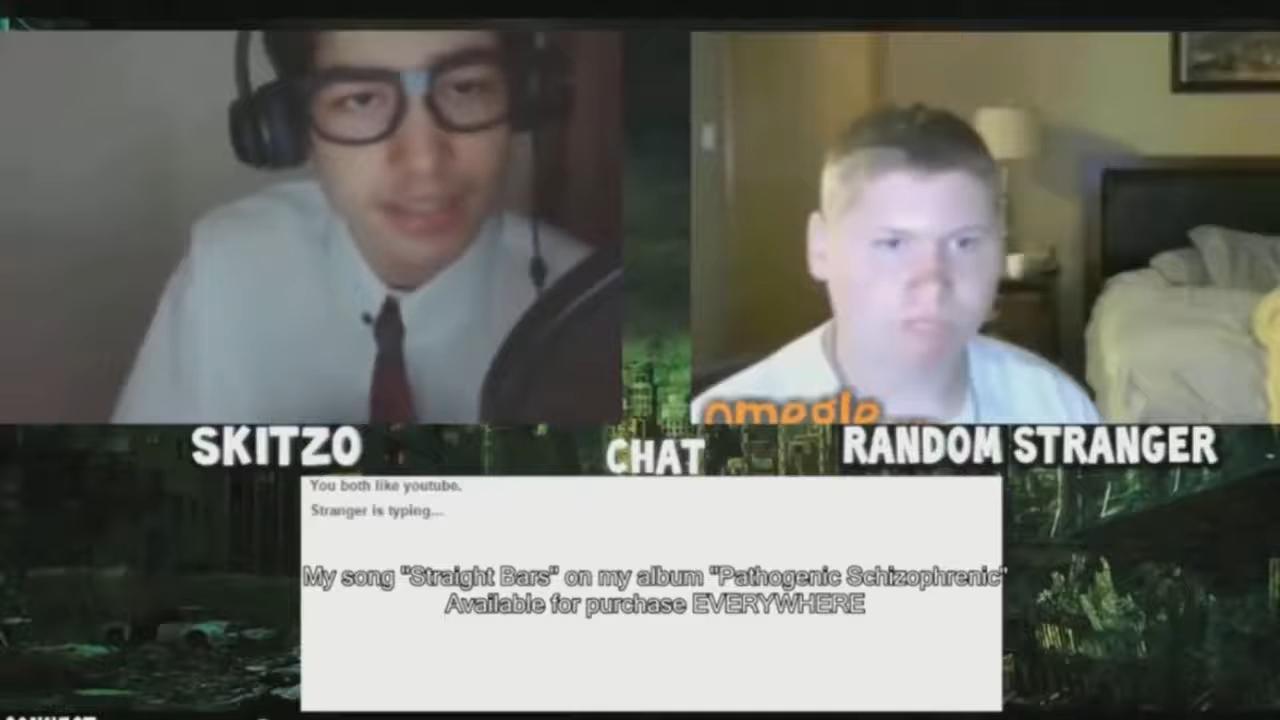 omegle
SKITZO
CHAT
RANDOM STRANGER
You both like youtube.
Stranger is typing...
My song "Straight Bars" on my album "Pathogenic Schizophrenic"
Available for purchase EVERYWHERE